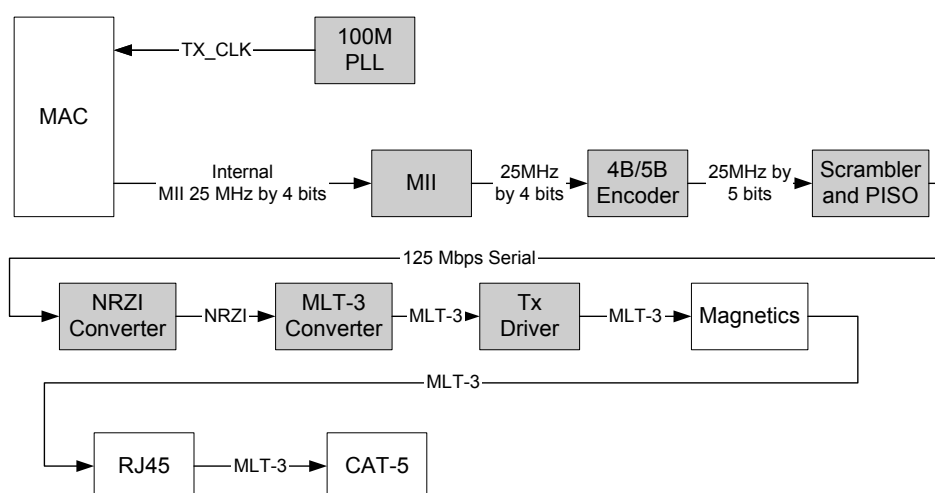 100M
PLL
TX_CLK
MAC
Internal
MII 25 MHz by 4 bits
MII
25MHz
by 4 bits
4B/5B
Encoder
25MHz by
5 bits
Scrambler
and PISO
125 Mbps Serial
NRZI
Converter
NRZI
MLT-3
Converter
MLT-3
Tx
Driver
MLT-3
Magnetics
MLT-3
RJ45
MLT-3
CAT-5